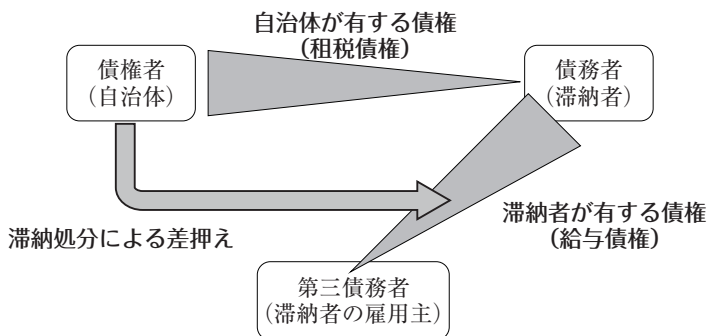 自治体が有する債権
（租税債権）
債権者
（自治体）
債務者
（滞納者）
滞納者が有する債権
（給与債権）
滞納処分による差押え
第三債務者
（滞納者の雇用主）